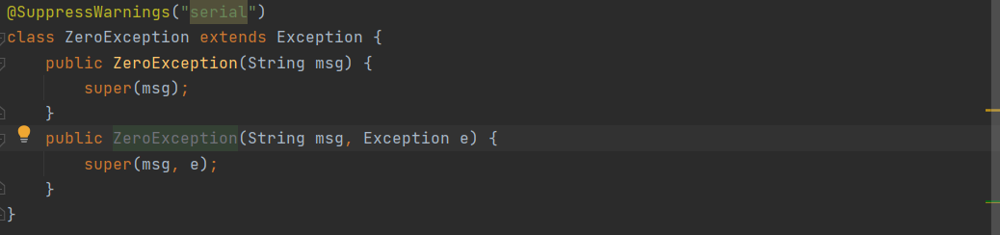 @SuppressWarnings("serial")
class ZeroException extends Exception {
    public ZeroException(String msg) {
        super(msg);
    }
    public ZeroException(String msg, Exception e) {
        super(msg, e);
    }
}